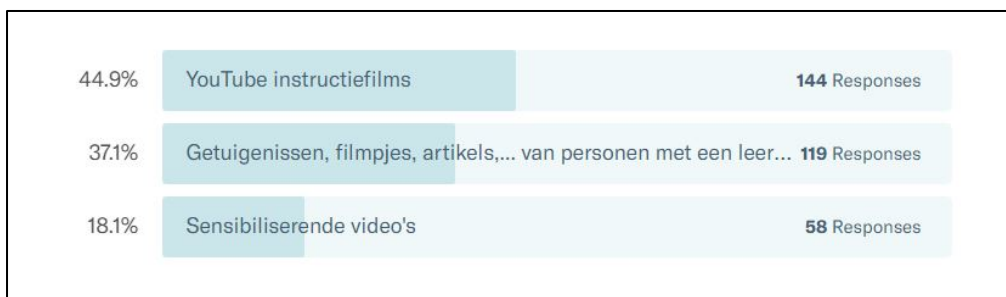 44.9% YouTube instructiefilms 144 Responses
37.1% Getuigenissen, filmpjes, artikels,... van personen met een leer... 119 Responses
18.1% Sensibiliserende video's 58 Responses